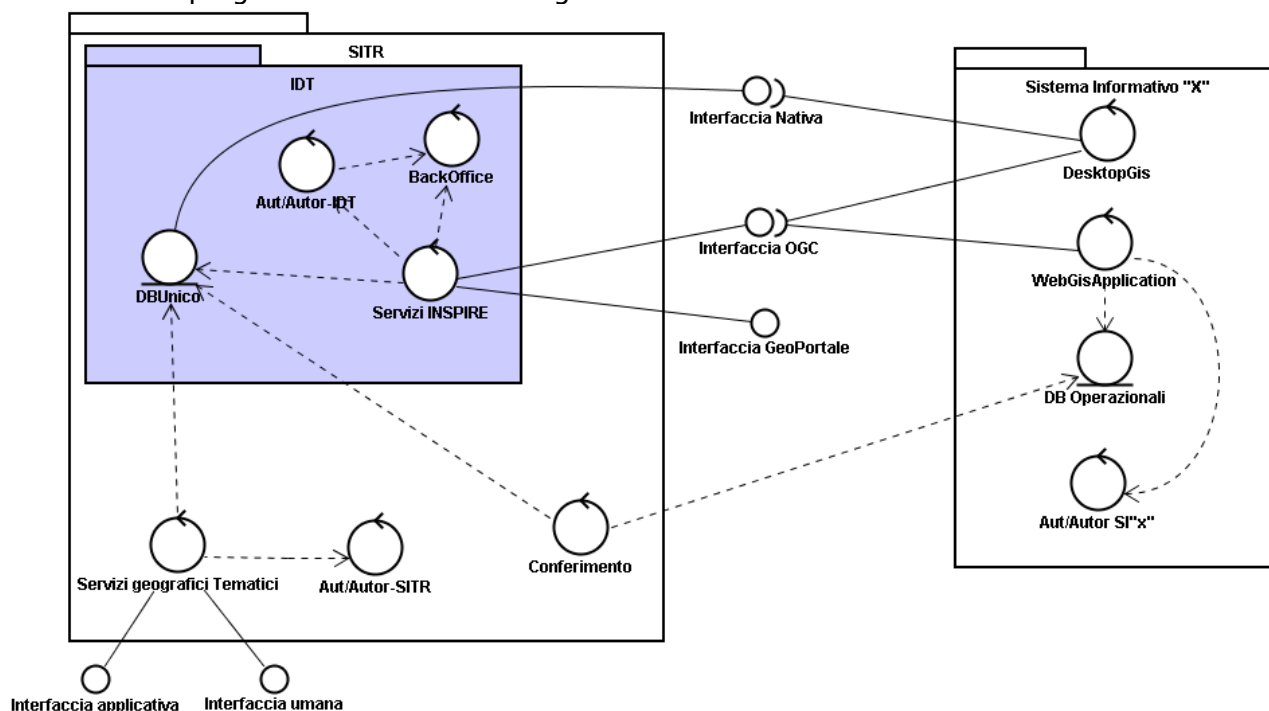 SITR
IDT
Sistema Informativo "X"
Interfaccia Nativa
DesktopGis
BackOffice
Aut/Autor-IDT
Interfaccia OGC
WebGisApplication
DBUnico
Servizi INSPIRE
Interfaccia GeoPortale
DB Operazionali
Aut/Autor SI"x"
Servizi geografici Tematici
Aut/Autor-SITR
Conferimento
Interfaccia applicativa
Interfaccia umana